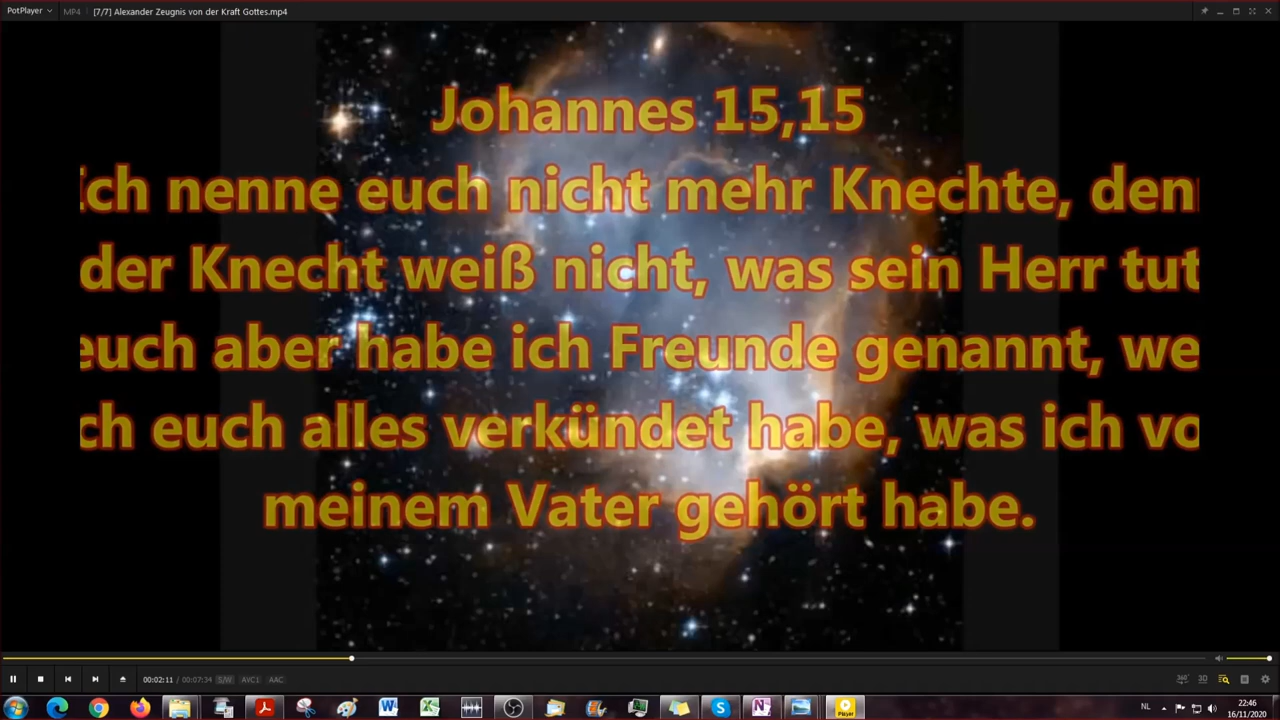 PotPlayer
MP4
[7/7] Alexander Zeugnis von der Kraft Gottes.mp4
Johannes 15,15
Ich nenne euch nicht mehr Knechte, den
der Knecht weiß nicht, was sein Herr tut
euch aber habe ich Freunde genannt, we
ch euch alles verkündet habe, was ich vo
meinem Vater gehört habe.
00:02:11 / 00:07:34 S/W AVC1 AAC
360° 3D
NL
22:46
16/11/2020